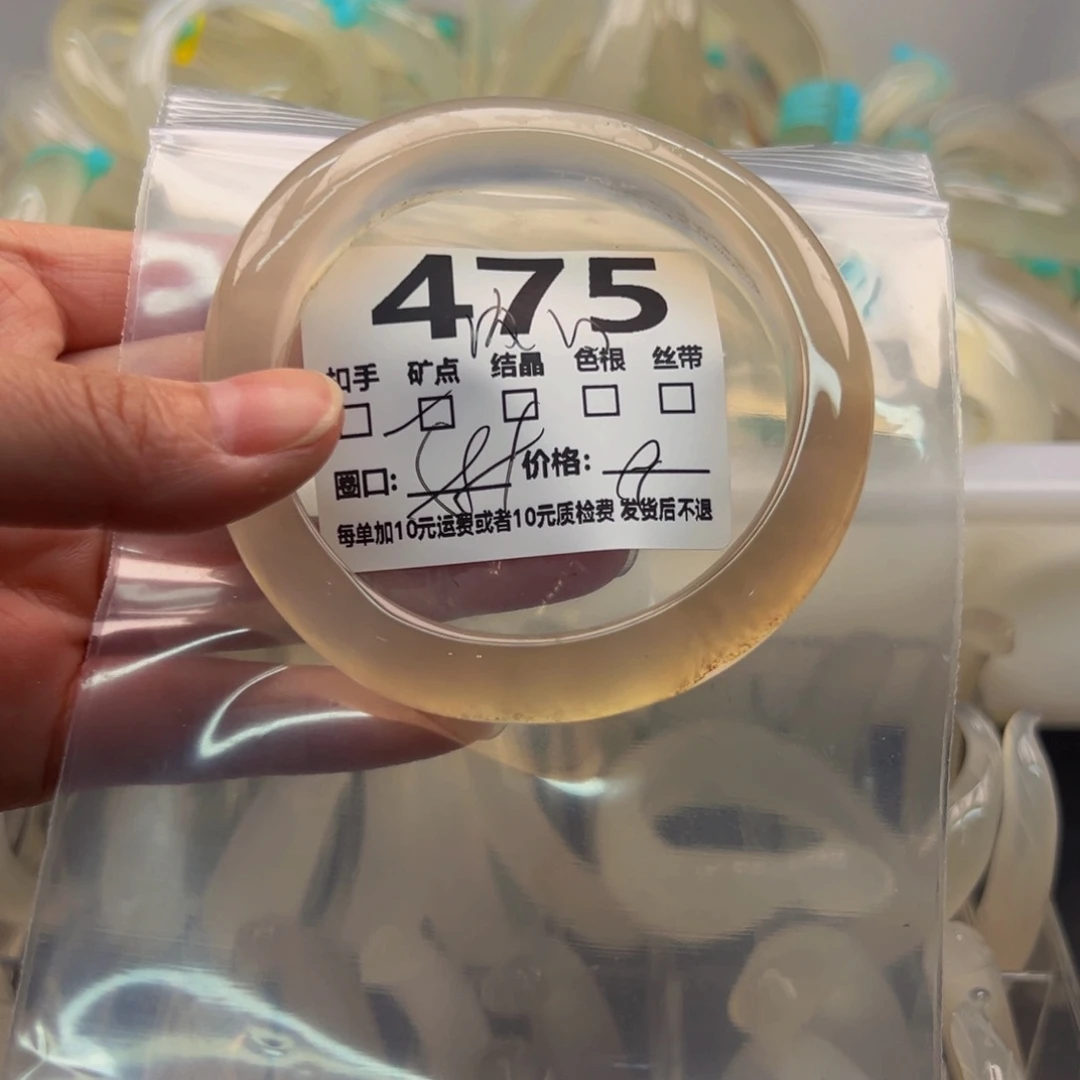 475
扣手 矿点 结晶 色根 丝带
圈口: 价格:
每单加10元运费或者10元质检费 发货后不退